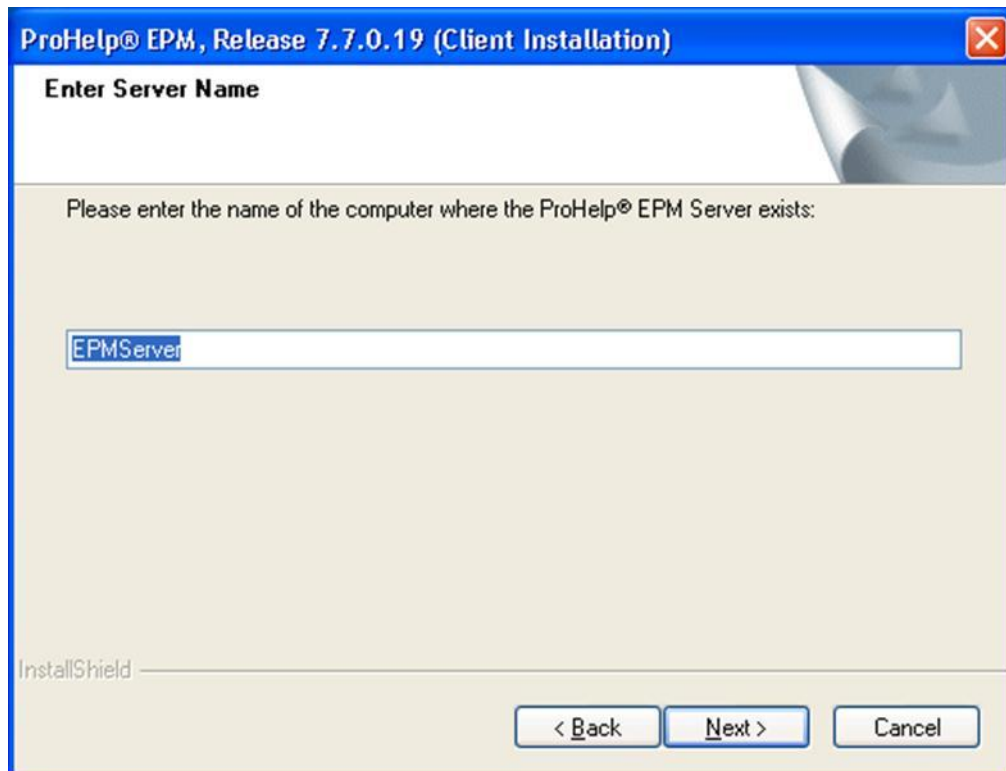 ProHelp® EPM, Release 7.7.0.19 (Client Installation)
Enter Server Name
Please enter the name of the computer where the ProHelp® EPM Server exists:
EPMServer
InstallShield
< Back
Next >
Cancel